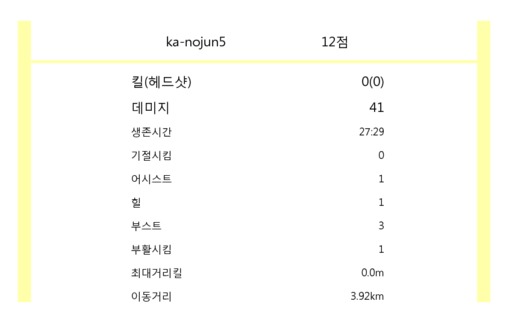 ka-nojun5 12점
킬(헤드샷) 0(0)
데미지 41
생존시간 27:29
기절시킴 0
어시스트 1
힐 1
부스트 3
부활시킴 1
최대거리킬 0.0m
이동거리 3.92km